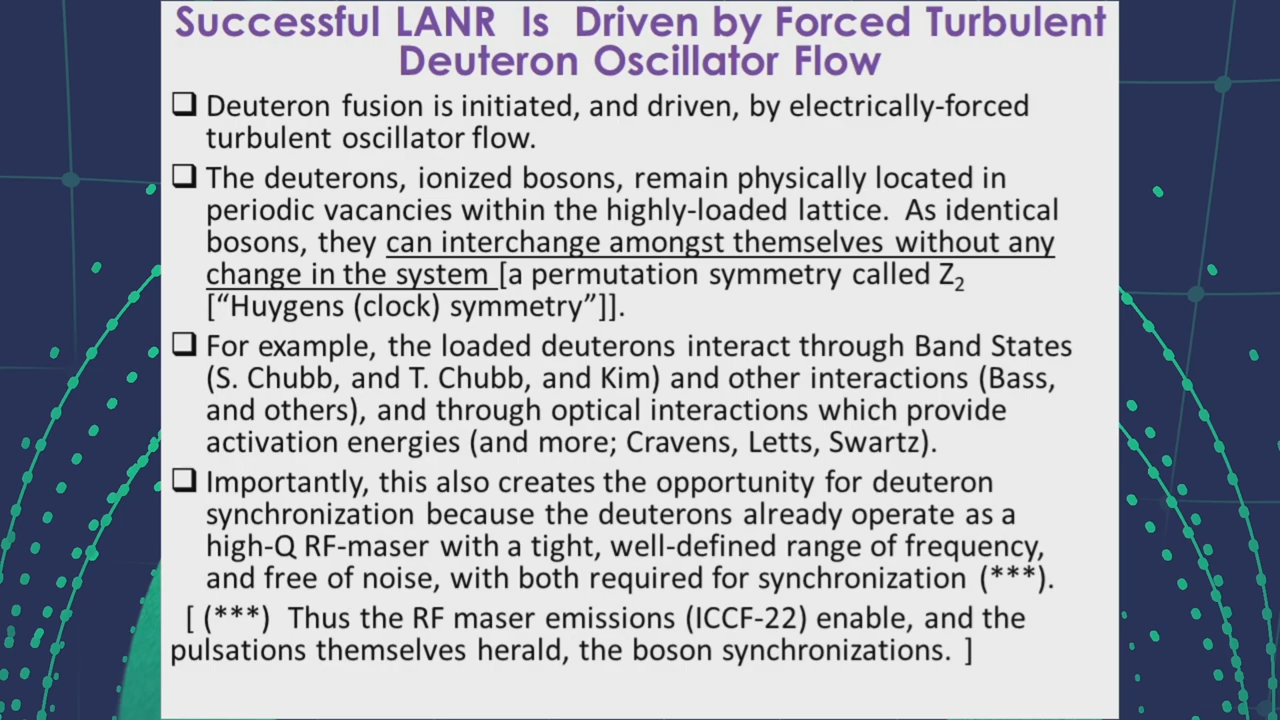 Successful LANR Is Driven by Forced Turbulent
Deuteron Oscillator Flow
❑ Deuteron fusion is initiated, and driven, by electrically-forced
turbulent oscillator flow.
❑ The deuterons, ionized bosons, remain physically located in
periodic vacancies within the highly-loaded lattice. As identical
bosons, they can interchange amongst themselves without any
change in the system [a permutation symmetry called Z₂
[“Huygens (clock) symmetry”]].
❑ For example, the loaded deuterons interact through Band States
(S. Chubb, and T. Chubb, and Kim) and other interactions (Bass,
and others), and through optical interactions which provide
activation energies (and more; Cravens, Letts, Swartz).
❑ Importantly, this also creates the opportunity for deuteron
synchronization because the deuterons already operate as a
high-Q RF-maser with a tight, well-defined range of frequency,
and free of noise, with both required for synchronization (***).
[ (***) Thus the RF maser emissions (ICCF-22) enable, and the
pulsations themselves herald, the boson synchronizations. ]